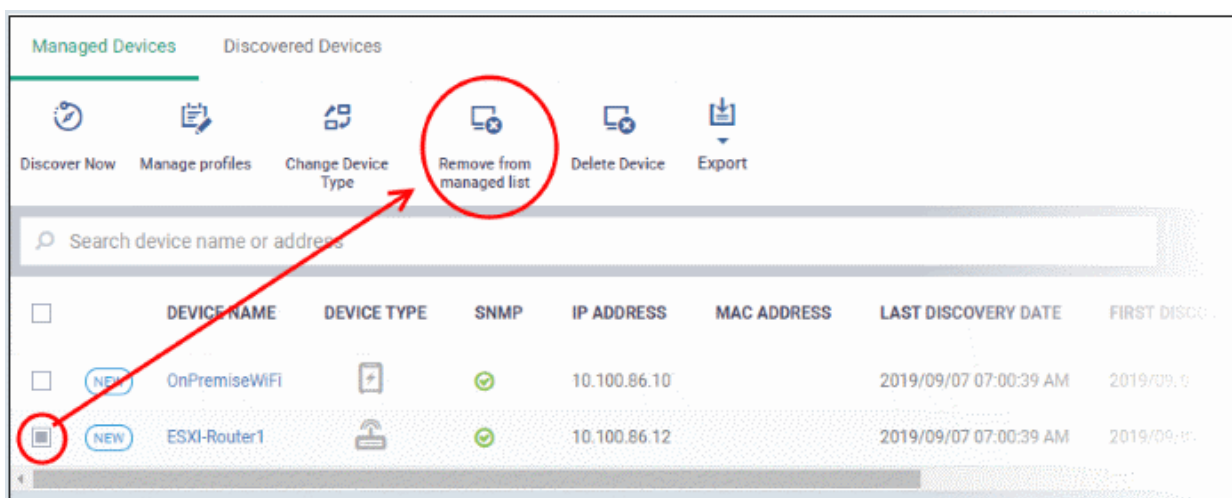 Managed Devices Discovered Devices
Discover Now Manage profiles Change Device Type Remove from managed list Delete Device Export
Search device name or address
DEVICE NAME DEVICE TYPE SNMP IP ADDRESS MAC ADDRESS LAST DISCOVERY DATE FIRST
NEW OnPremiseWiFi 10.100.86.10 2019/09/07 07:00:39 AM
NEW ESXI-Router1 10.100.86.12 2019/09/07 07:00:39 AM